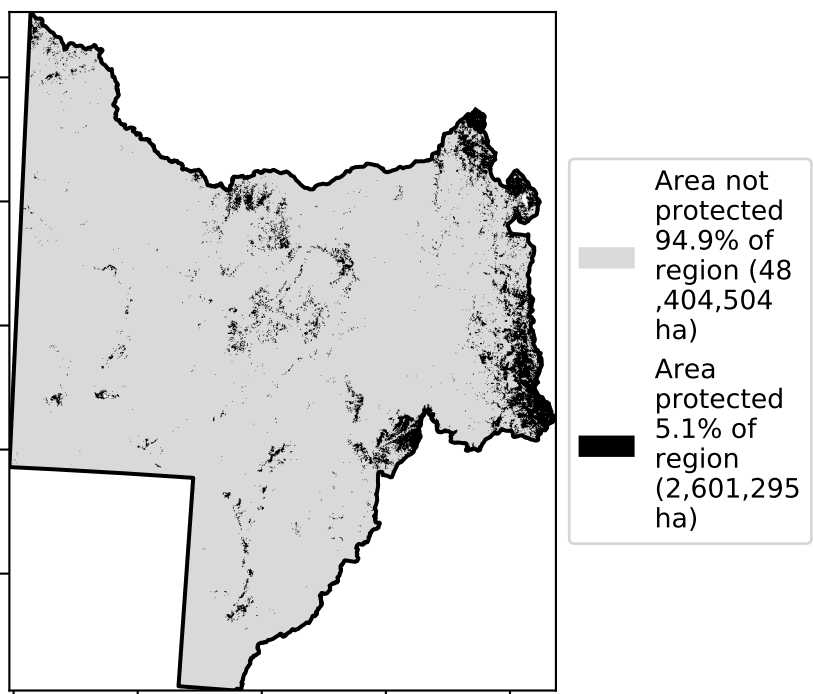 Area not
protected
94.9% of
region (48
,404,504
ha)
Area
protected
5.1% of
region
(2,601,295
ha)